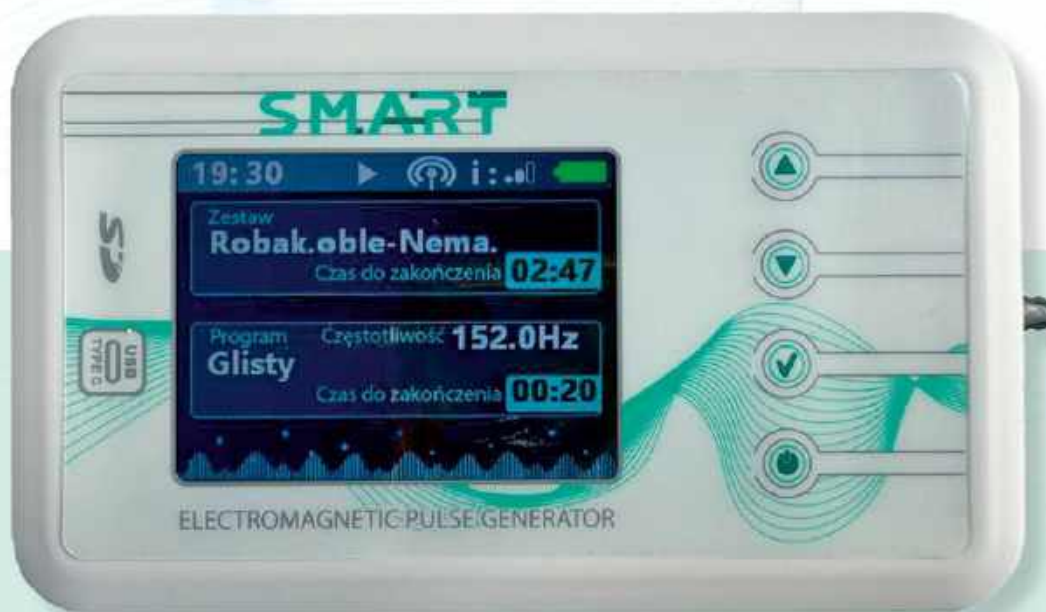 SMART
19:30
Zestaw
Robak.oble-Nema.
Czas do zakończenia 02:47
Program Częstotliwość 152.0Hz
Glisty
Czas do zakończenia 00:20
SD
USB
TYPE C
ELECTROMAGNETIC PULSE GENERATOR